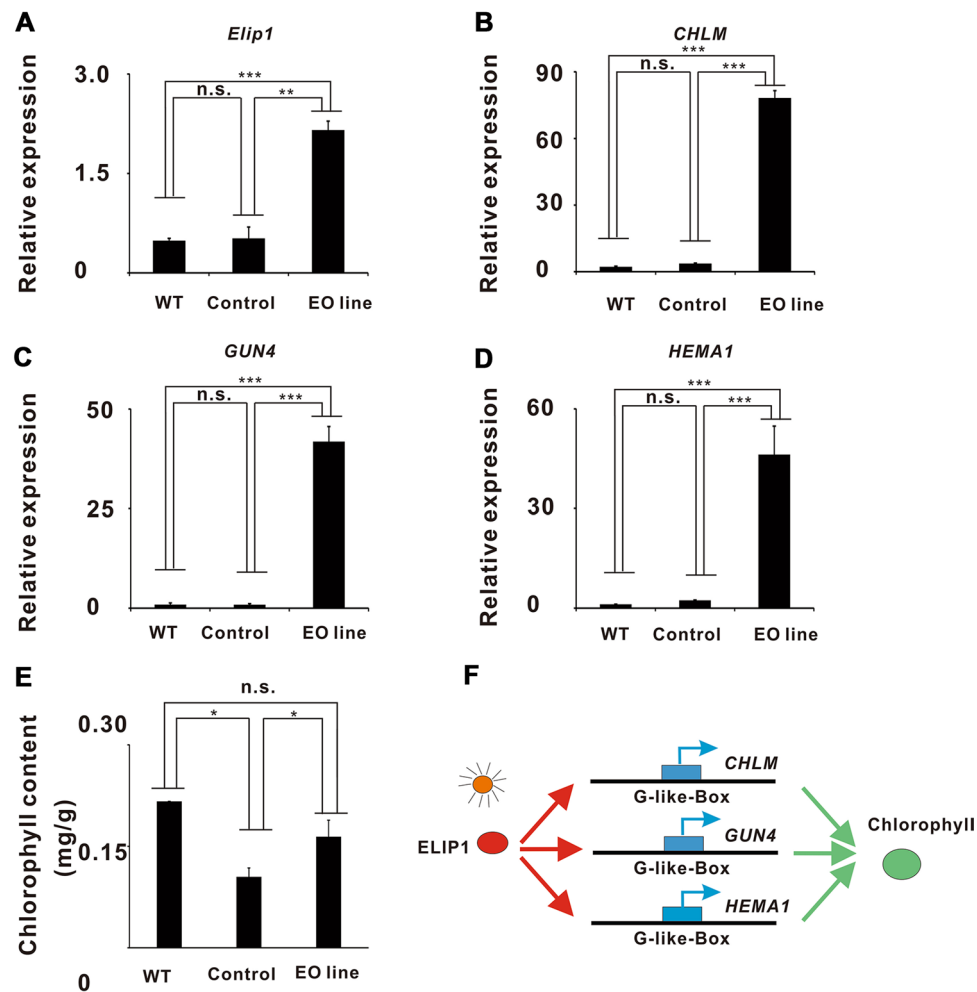 A
Elip1
Relative expression
3.0
1.5
0
***
n.s.
**
WT
Control
EO line
B
CHLM
Relative expression
90
60
30
0
***
n.s.
***
WT
Control
EO line
C
GUN4
Relative expression
50
25
0
***
n.s.
***
WT
Control
EO line
D
HEMA1
Relative expression
60
30
0
***
n.s.
***
WT
Control
EO line
E
Chlorophyll content
(mg/g)
0.30
0.15
0
n.s.
*
*
WT
Control
EO line
F
ELIP1
CHLM
G-like-Box
GUN4
G-like-Box
HEMA1
G-like-Box
Chlorophyll